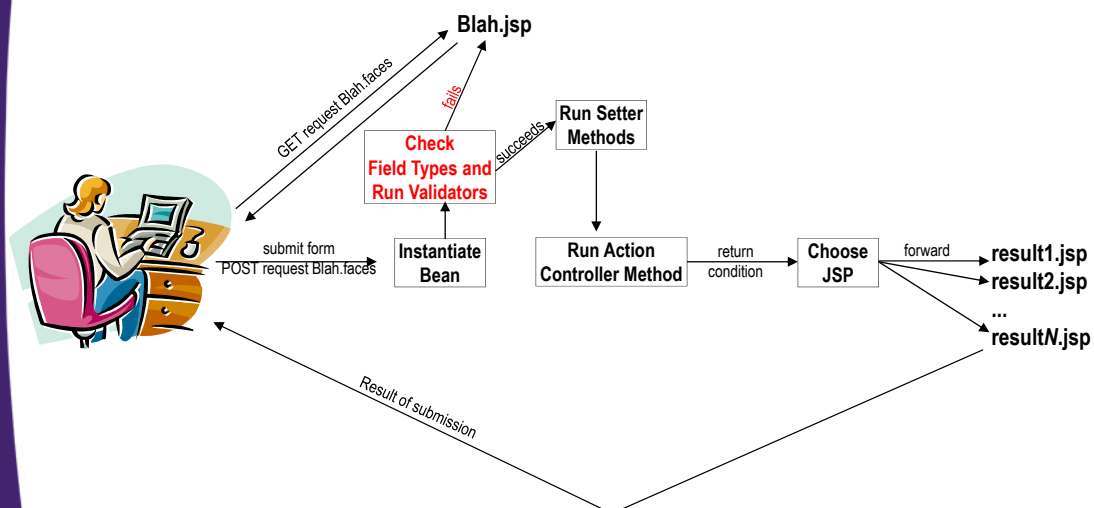 Blah.jsp
GET request Blah.faces
fails
Check
Field Types and
Run Validators
succeeds
Run Setter
Methods
submit form
POST request Blah.faces
Instantiate
Bean
Run Action
Controller Method
return
condition
Choose
JSP
forward
result1.jsp
result2.jsp
...
resultN.jsp
Result of submission